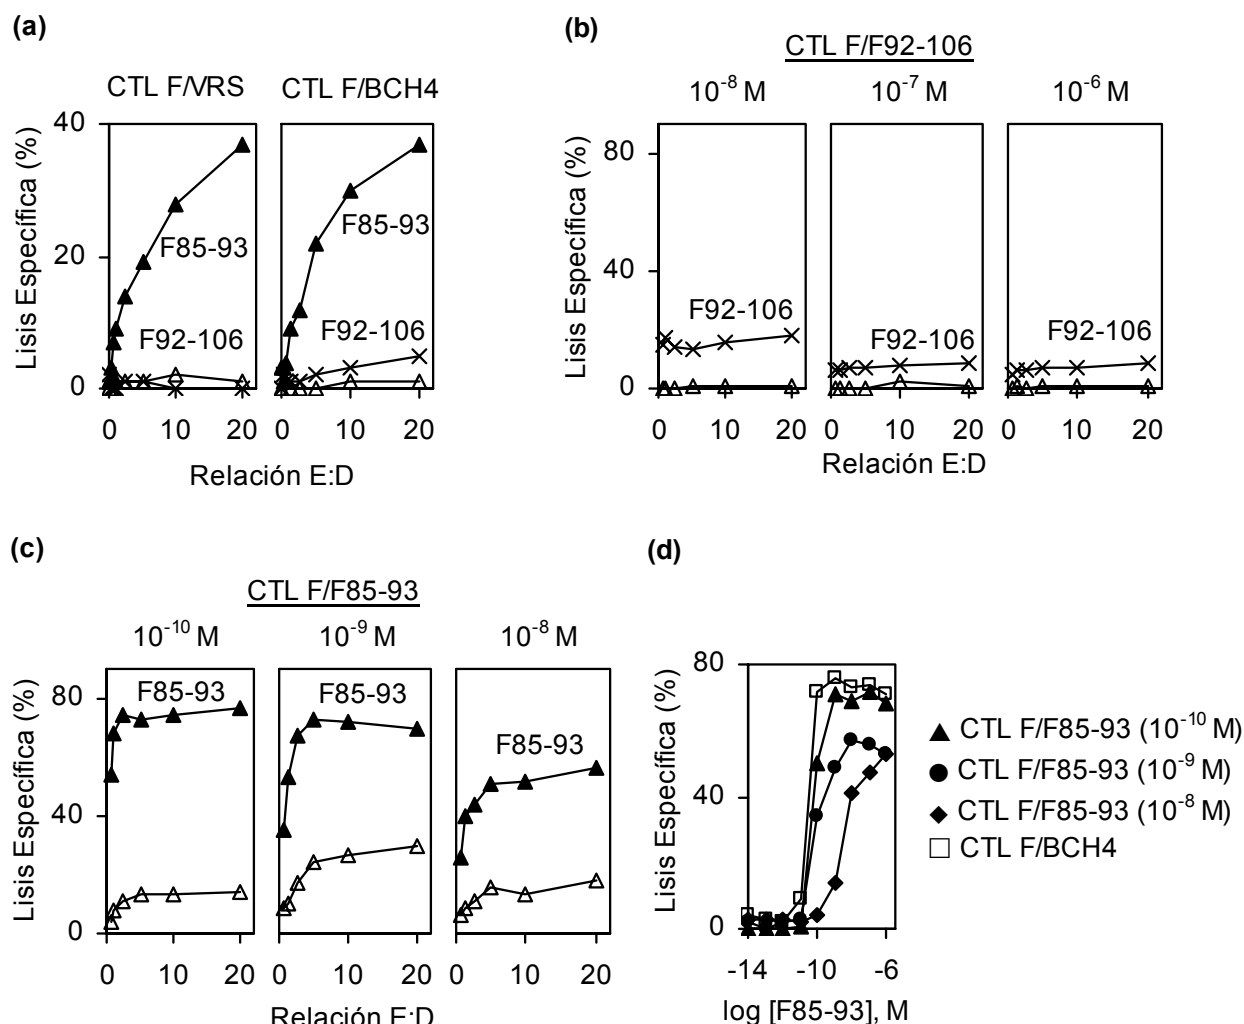 (a)
CTL F/VRS
CTL F/BCH4
Lisis Específica (%)
40
20
0
F85-93
F92-106
F85-93
F92-106
0 10 20
0 10 20
Relación E:D
(b)
CTL F/F92-106
10⁻⁸ M
10⁻⁷ M
10⁻⁶ M
Lisis Específica (%)
80
40
0
F92-106
F92-106
F92-106
0 10 20
0 10 20
0 10 20
Relación E:D
(c)
CTL F/F85-93
10⁻¹⁰ M
10⁻⁹ M
10⁻⁸ M
Lisis Específica (%)
80
40
0
F85-93
F85-93
F85-93
0 10 20
0 10 20
0 10 20
Relación E:D
(d)
Lisis Específica (%)
80
40
0
-14 -10 -6
log [F85-93], M
CTL F/F85-93 (10⁻¹⁰ M)
CTL F/F85-93 (10⁻⁹ M)
CTL F/F85-93 (10⁻⁸ M)
CTL F/BCH4